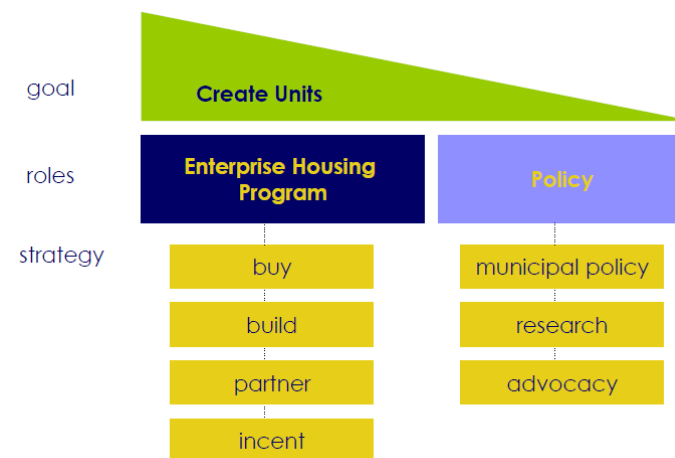 goal
Create Units
roles
Enterprise Housing
Program
Policy
strategy
buy
municipal policy
build
research
partner
advocacy
incent